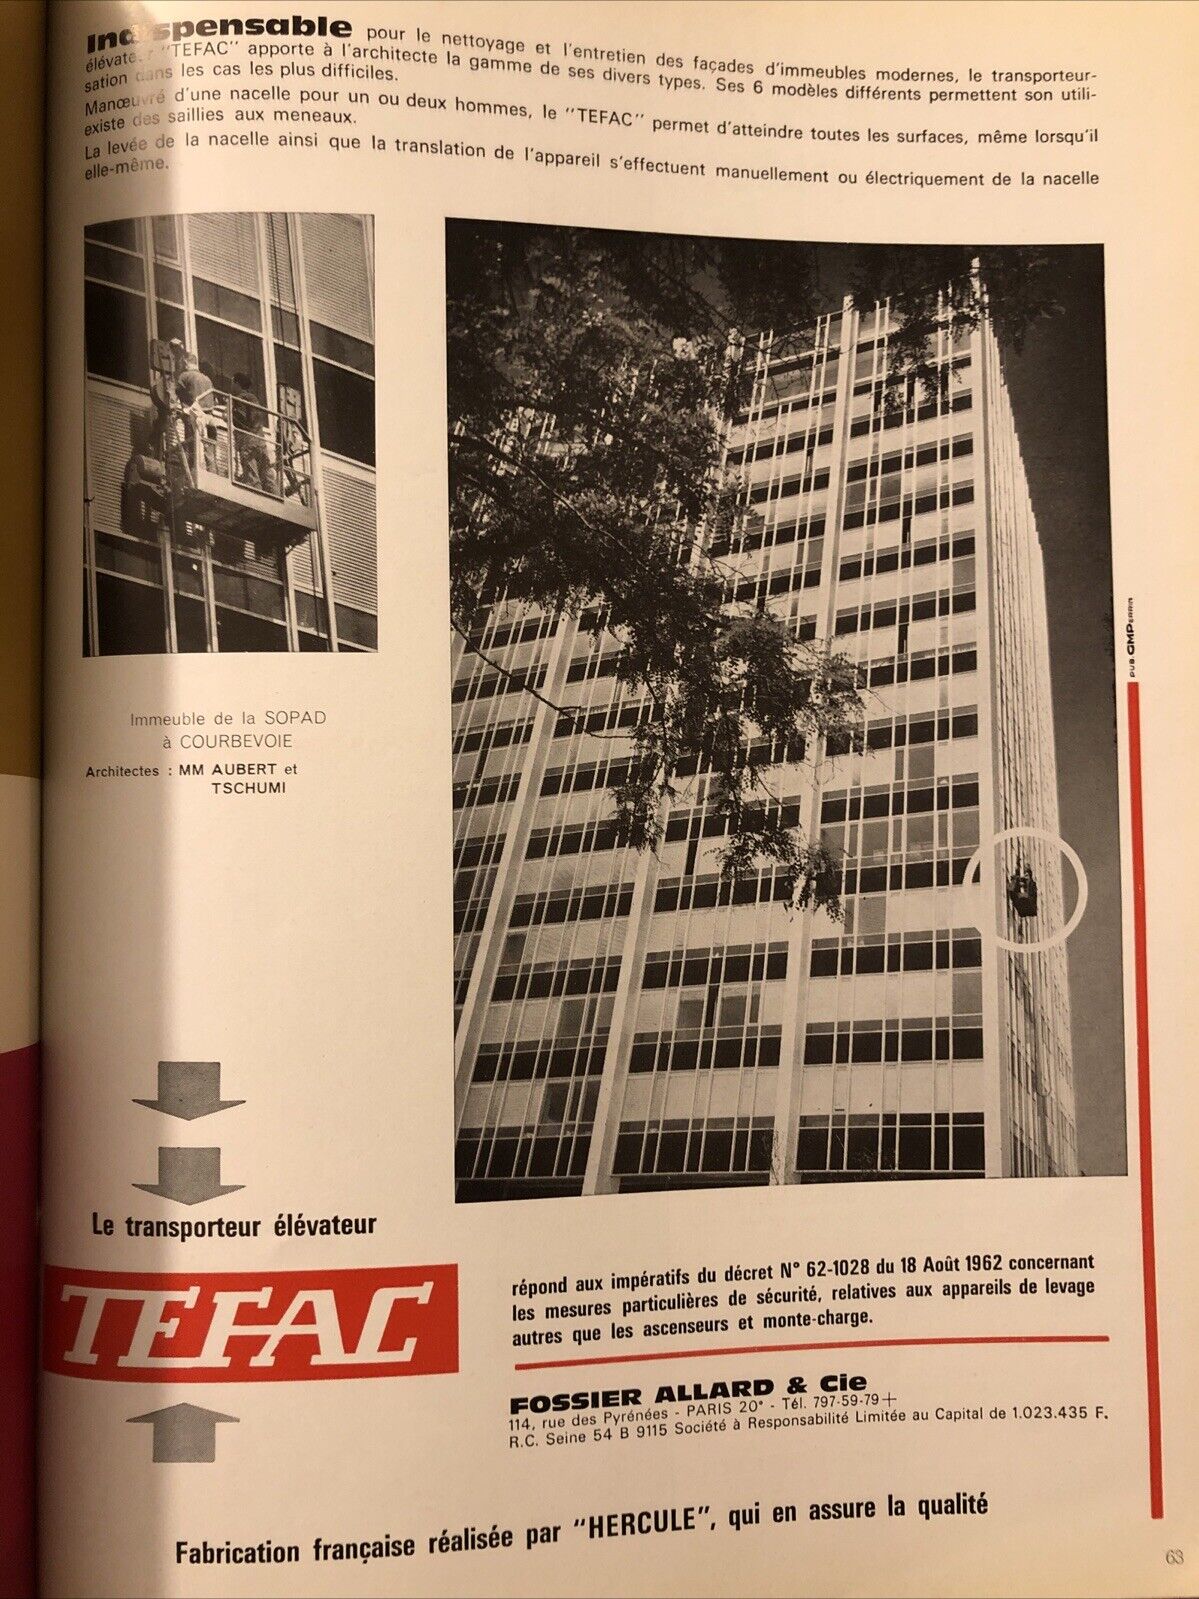 Indispensable pour le nettoyage et l'entretien des façades d'immeubles modernes, le transporteur-
élévateur "TEFAC" apporte à l'architecte la gamme de ses divers types. Ses 6 modèles différents permettent son utili-
sation dans les cas les plus difficiles.
Manœuvré d'une nacelle pour un ou deux hommes, le "TEFAC" permet d'atteindre toutes les surfaces, même lorsqu'il
existe des saillies aux meneaux.
La levée de la nacelle ainsi que la translation de l'appareil s'effectuent manuellement ou électriquement de la nacelle
elle-même.
Immeuble de la SOPAD
à COURBEVOIE
Architectes : MM AUBERT et
TSCHUMI
PUB. GMPERRIN
Le transporteur élévateur
TEFAC
répond aux impératifs du décret N° 62-1028 du 18 Août 1962 concernant
les mesures particulières de sécurité, relatives aux appareils de levage
autres que les ascenseurs et monte-charge.
FOSSIER ALLARD & Cie
114, rue des Pyrénées - PARIS 20° - Tél. 797-59-79+
R.C. Seine 54 B 9115 Société à Responsabilité Limitée au Capital de 1.023.435 F.
Fabrication française réalisée par "HERCULE", qui en assure la qualité
63